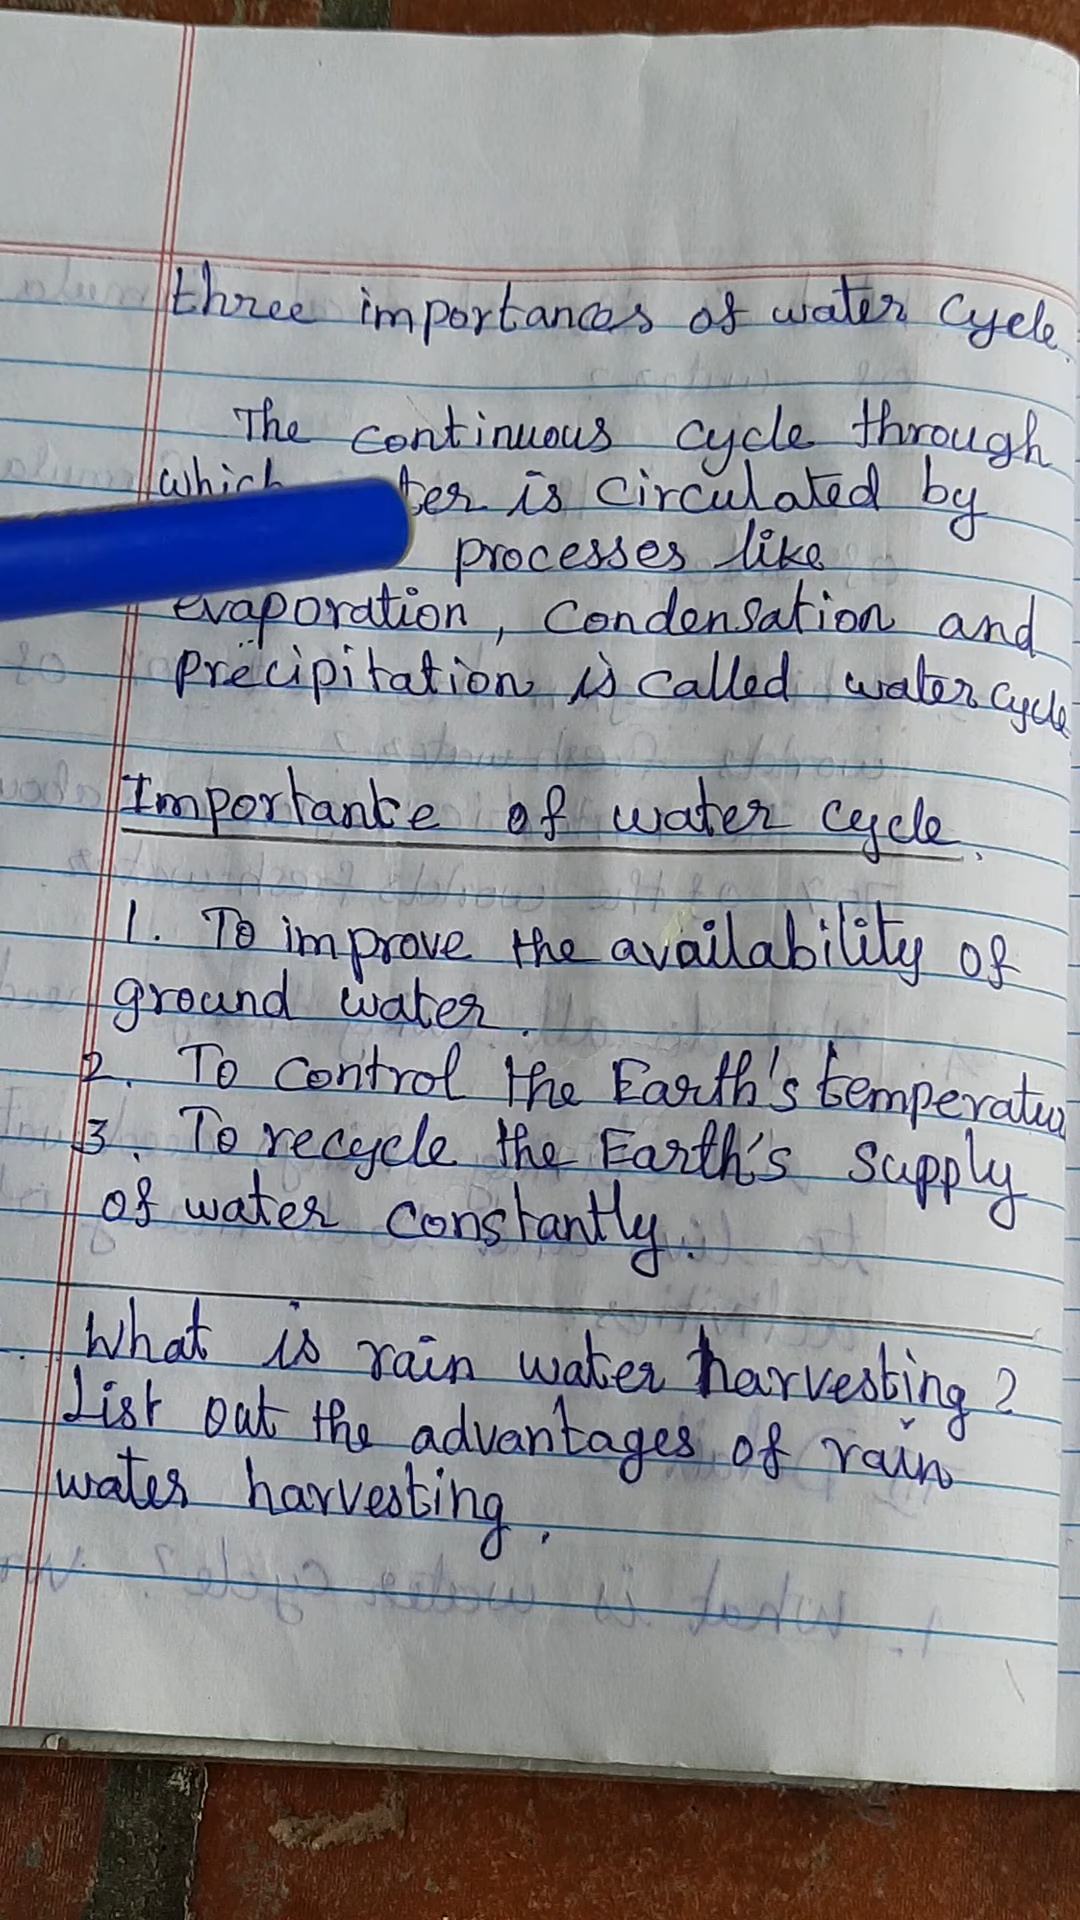 three importances of water Cycle.
The continuous cycle through
which ter is circulated by
processes like
evaporation, Condensation and
Precipitation is called water cycle
Importance of water cycle.
1. To improve the availability of
ground water.
2. To control the Earth's temperatu
3. To recycle the Earth's supply
of water constantly.
What is rain water harvesting?
List out the advantages of rain
water harvesting.